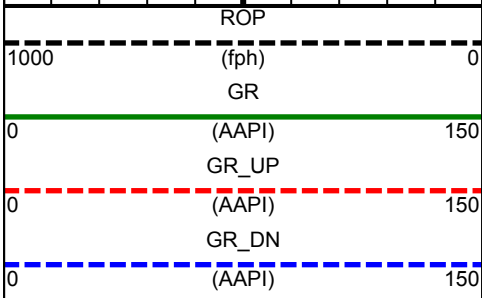 ROP
1000 (fph) 0
GR
0 (AAPI) 150
GR_UP
0 (AAPI) 150
GR_DN
0 (AAPI) 150